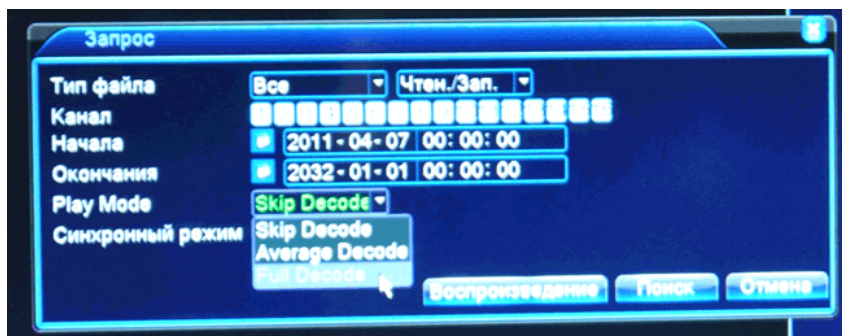 Запрос
Тип файла Все Чтен./Зап.
Канал
Начала 2011-04-07 00:00:00
Окончания 2032-01-01 00:00:00
Play Mode Skip Decode
Синхронный режим Skip Decode
Average Decode
Full Decode
Воспроизведение Поиск Отмена